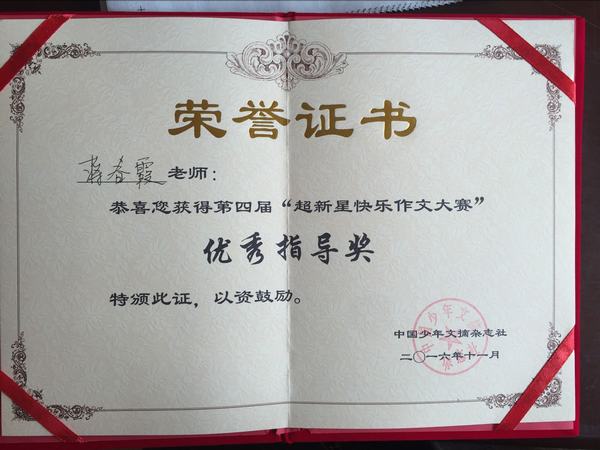 荣誉证书
蒋春霞 老师：
恭喜您获得第四届“超新星快乐作文大赛”
优秀指导奖
特颁此证，以资鼓励。
中国少年文摘杂志社
二〇一六年十一月